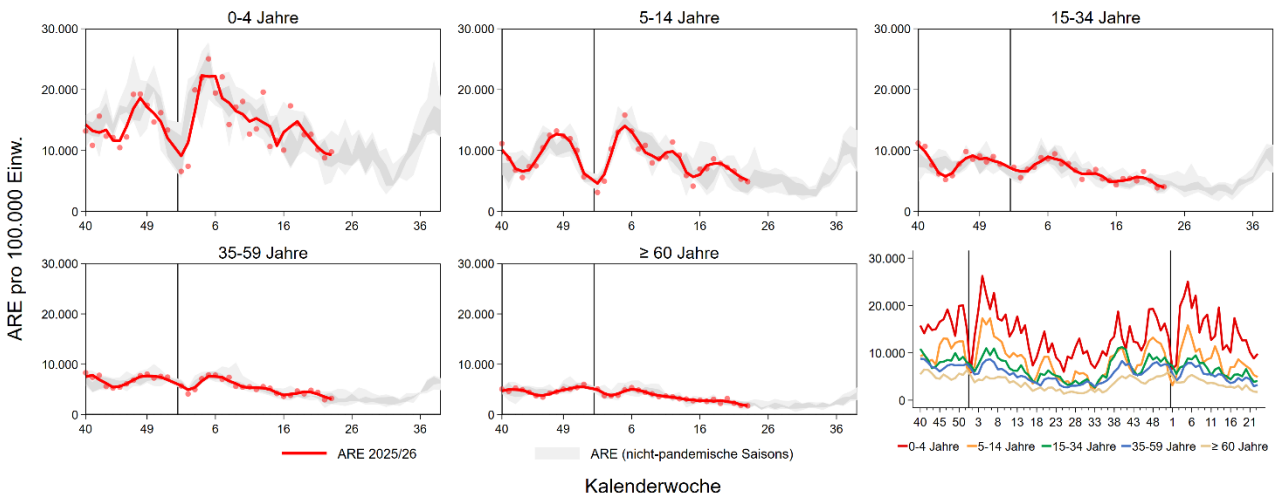 0-4 Jahre
30.000
20.000
10.000
0
40 49 6 16 26 36
5-14 Jahre
30.000
20.000
10.000
0
40 49 6 16 26 36
15-34 Jahre
30.000
20.000
10.000
0
40 49 6 16 26 36
ARE pro 100.000 Einw.
35-59 Jahre
30.000
20.000
10.000
0
40 49 6 16 26 36
≥ 60 Jahre
30.000
20.000
10.000
0
40 49 6 16 26 36
30.000
20.000
10.000
0
40 45 50 3 8 13 18 23 28 33 38 43 48 1 6 11 16 21
0-4 Jahre 5-14 Jahre 15-34 Jahre 35-59 Jahre ≥ 60 Jahre
ARE 2025/26 ARE (nicht-pandemische Saisons)
Kalenderwoche